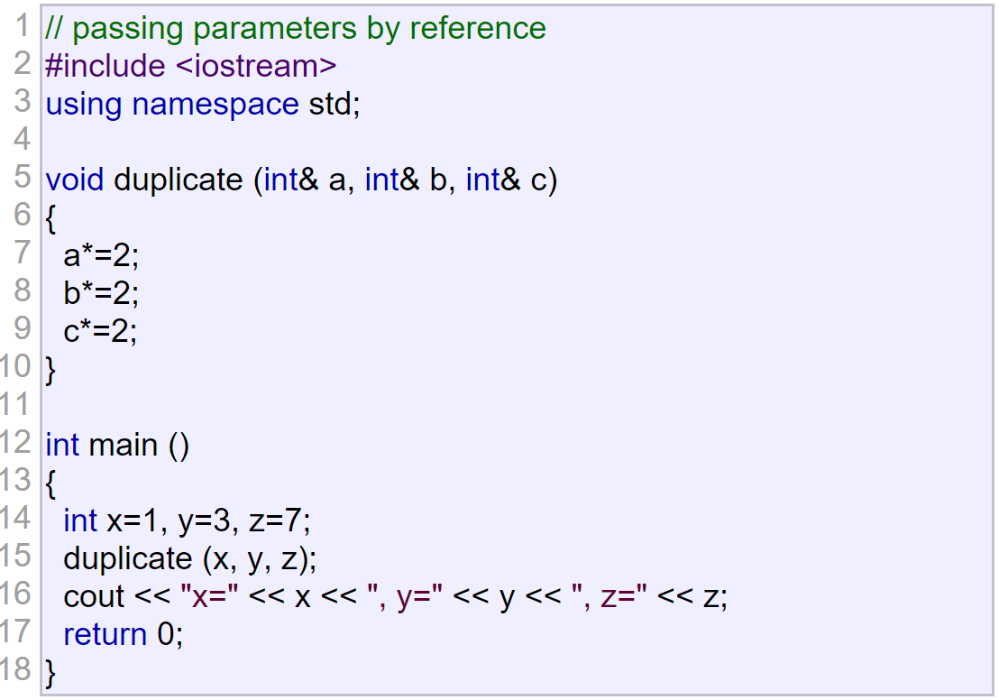 1 // passing parameters by reference
2 #include <iostream>
3 using namespace std;
4
5 void duplicate (int& a, int& b, int& c)
6 {
7   a*=2;
8   b*=2;
9   c*=2;
10 }
11
12 int main ()
13 {
14   int x=1, y=3, z=7;
15   duplicate (x, y, z);
16   cout << "x=" << x << ", y=" << y << ", z=" << z;
17   return 0;
18 }